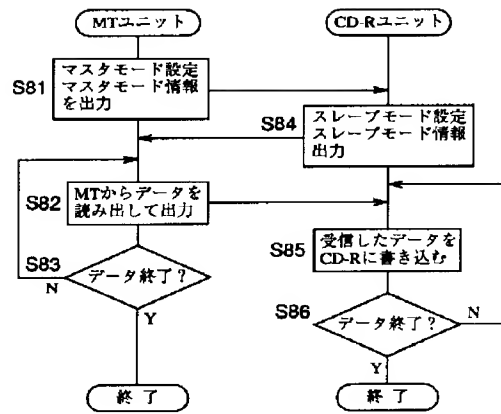 MTユニット
CD-Rユニット
S81
マスタモード設定
マスタモード情報
を出力
S84
スレーブモード設定
スレーブモード情報
出力
S82
MTからデータを
読み出して出力
S85
受信したデータを
CD-Rに書き込む
S83
データ終了?
N
Y
S86
データ終了?
N
Y
終了
終了